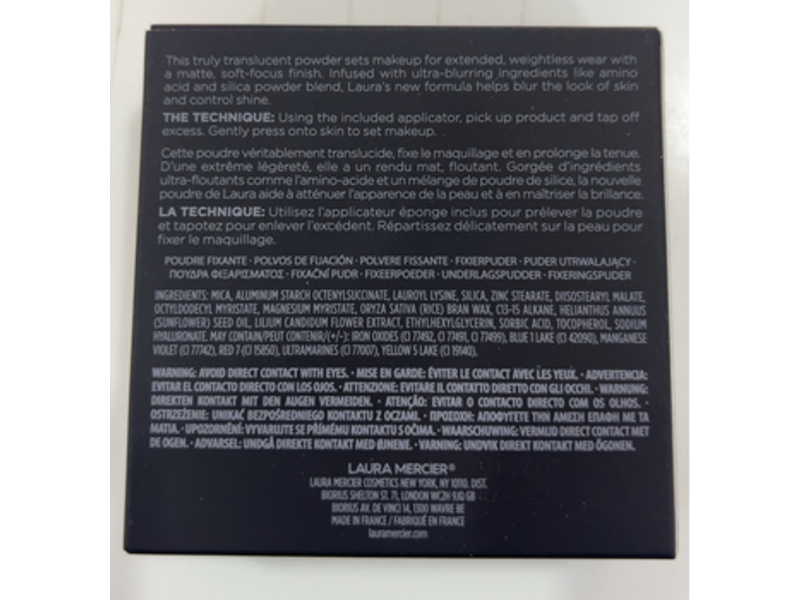 This truly translucent powder sets makeup for extended, weightless wear with
a matte, soft-focus finish. Infused with ultra-blurring ingredients like amino
acid and silica powder blend, Laura's new formula helps blur the look of skin
and control shine.
THE TECHNIQUE: Using the included applicator, pick up product and tap off
excess. Gently press onto skin to set makeup.
Cette poudre véritablement translucide, fixe le maquillage et en prolonge la tenue.
D'une extrême légèreté, elle a un rendu mat, floutant. Gorgée d'ingrédients
ultra-floutants comme l'amino-acide et un mélange de poudre de silice, la nouvelle
poudre de Laura aide à atténuer l'apparence de la peau et à en maîtriser la brillance.
LA TECHNIQUE: Utilisez l'applicateur éponge inclus pour prélever la poudre
et tapotez pour enlever l'excédent. Répartissez délicatement sur la peau pour
fixer le maquillage.
POUDRE FIXANTE · POLVOS DE FIJACIÓN · POLVERE FISSANTE · FIXIERPUDER · PUDER UTRWALAJĄCY ·
ΠΟΥΔΡΑ ΦΙΞΑΡΙΣΜΑΤΟΣ · FIXAČNÍ PUDR · FIXEERPOEDER · UNDERLAGSPUDDER · FIXERINGSPUDER
INGREDIENTS: MICA, ALUMINUM STARCH OCTENYLSUCCINATE, LAUROYL LYSINE, SILICA, ZINC STEARATE, DIISOSTEARYL MALATE,
OCTYLDODECYL MYRISTATE, MAGNESIUM MYRISTATE, ORYZA SATIVA (RICE) BRAN WAX, C13-15 ALKANE, HELIANTHUS ANNUUS
(SUNFLOWER) SEED OIL, LILIUM CANDIDUM FLOWER EXTRACT, ETHYLHEXYLGLYCERIN, SORBIC ACID, TOCOPHEROL, SODIUM
HYALURONATE. MAY CONTAIN/PEUT CONTENIR/(+/-): IRON OXIDES (CI 77492, CI 77491, CI 77499), BLUE 1 LAKE (CI 42090), MANGANESE
VIOLET (CI 77742), RED 7 (CI 15850), ULTRAMARINES (CI 77007), YELLOW 5 LAKE (CI 19140).
WARNING: AVOID DIRECT CONTACT WITH EYES. · MISE EN GARDE: ÉVITER LE CONTACT AVEC LES YEUX. · ADVERTENCIA:
EVITAR EL CONTACTO DIRECTO CON LOS OJOS. · ATTENZIONE: EVITARE IL CONTATTO DIRETTO CON GLI OCCHI. · WARNUNG:
DIREKTEN KONTAKT MIT DEN AUGEN VERMEIDEN. · ATENÇÃO: EVITAR O CONTACTO DIRECTO COM OS OLHOS. ·
OSTRZEŻENIE: UNIKAĆ BEZPOŚREDNIEGO KONTAKTU Z OCZAMI. · ΠΡΟΣΟΧΗ: ΑΠΟΦΥΓΕΤΕ ΤΗΝ ΑΜΕΣΗ ΕΠΑΦΗ ΜΕ ΤΑ
ΜΑΤΙΑ. · UPOZORNĚNÍ: VYVARUJTE SE PŘÍMÉMU KONTAKTU S OČIMA. · WAARSCHUWING: VERMIJD DIRECT CONTACT MET
DE OGEN. · ADVARSEL: UNDGÅ DIREKTE KONTAKT MED ØJNENE. · VARNING: UNDVIK DIREKT KONTAKT MED ÖGONEN.
LAURA MERCIER®
LAURA MERCIER COSMETICS NEW YORK, NY 10110. DIST.
BIORIUS SHELTON ST. 71, LONDON WC2H 9JQ GB
BIORIUS AV. DE VINCI 14, 1300 WAVRE BE
MADE IN FRANCE / FABRIQUÉ EN FRANCE
lauramercier.com